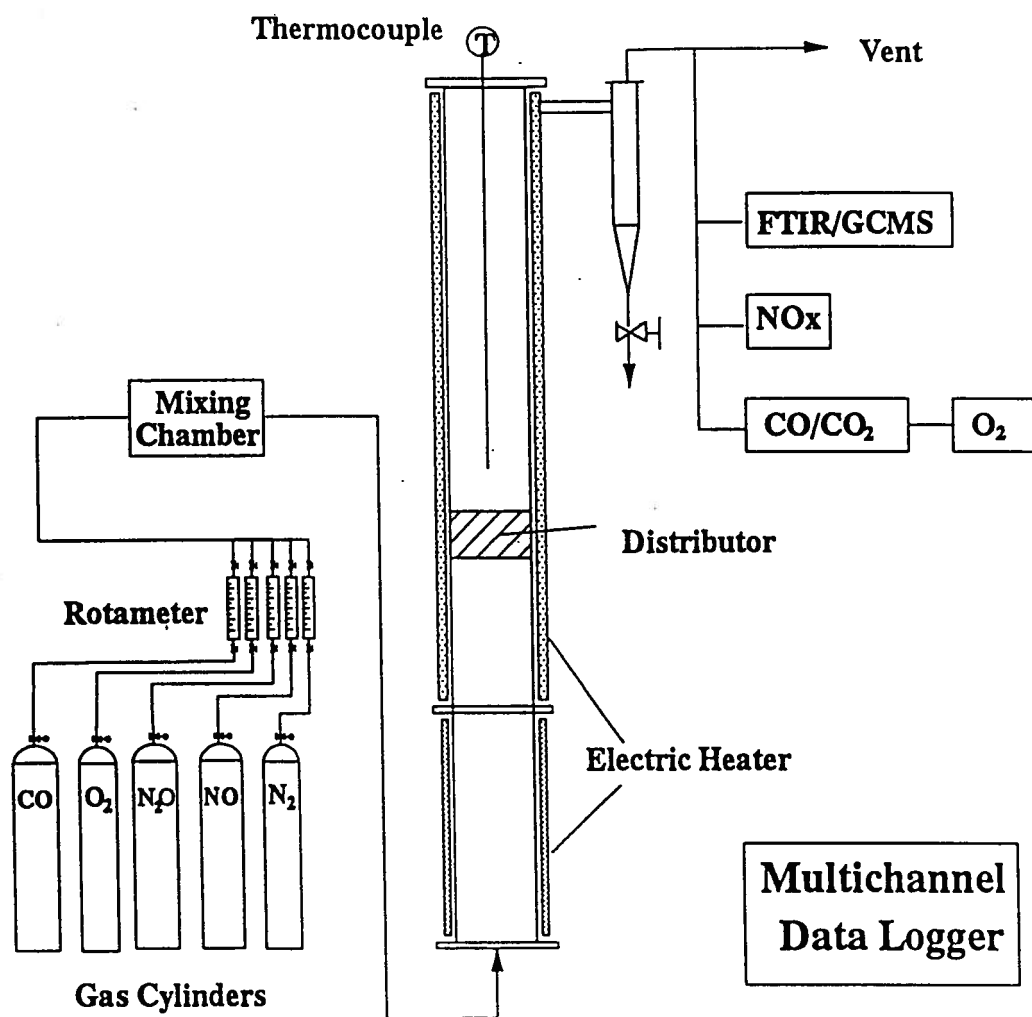 Thermocouple
T
Vent
FTIR/GCMS
NOx
CO/CO₂
O₂
Mixing
Chamber
Distributor
Rotameter
Electric Heater
CO
O₂
N₂O
NO
N₂
Multichannel
Data Logger
Gas Cylinders